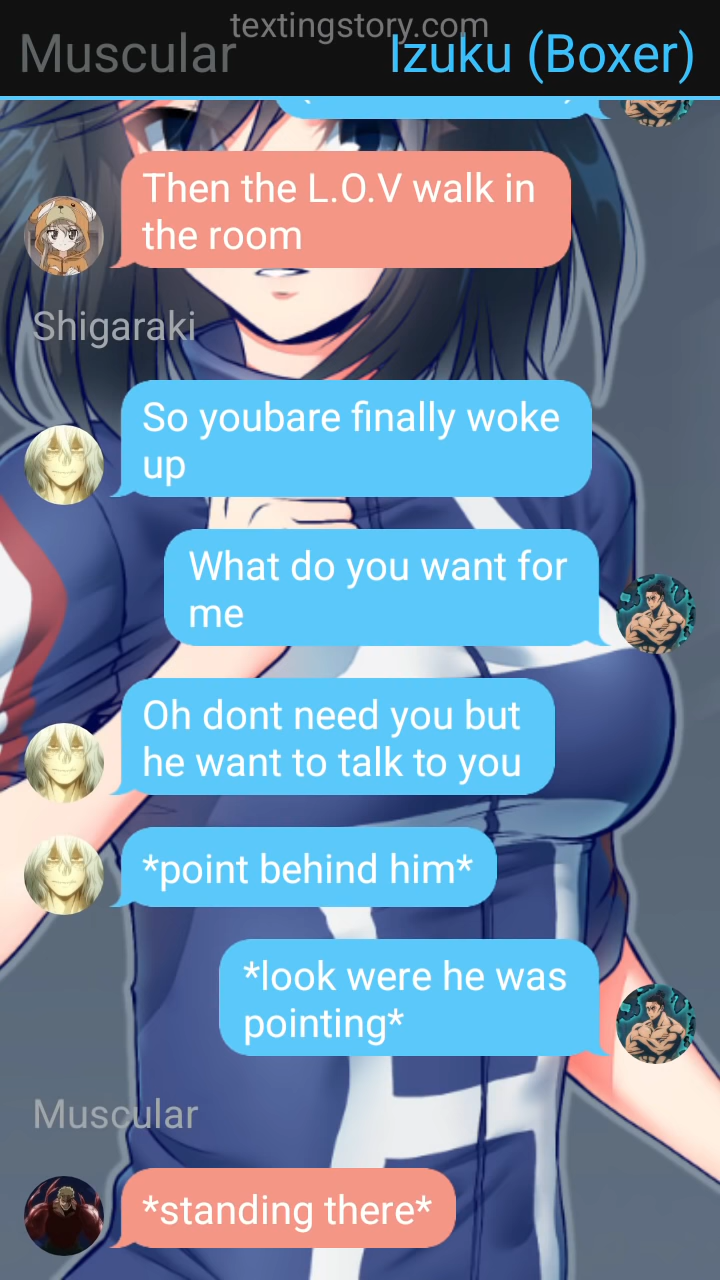 textingstory.com
Muscular
Izuku (Boxer)
Then the L.O.V walk in
the room
Shigaraki
So youbare finally woke
up
What do you want for
me
Oh dont need you but
he want to talk to you
*point behind him*
*look were he was
pointing*
Muscular
*standing there*